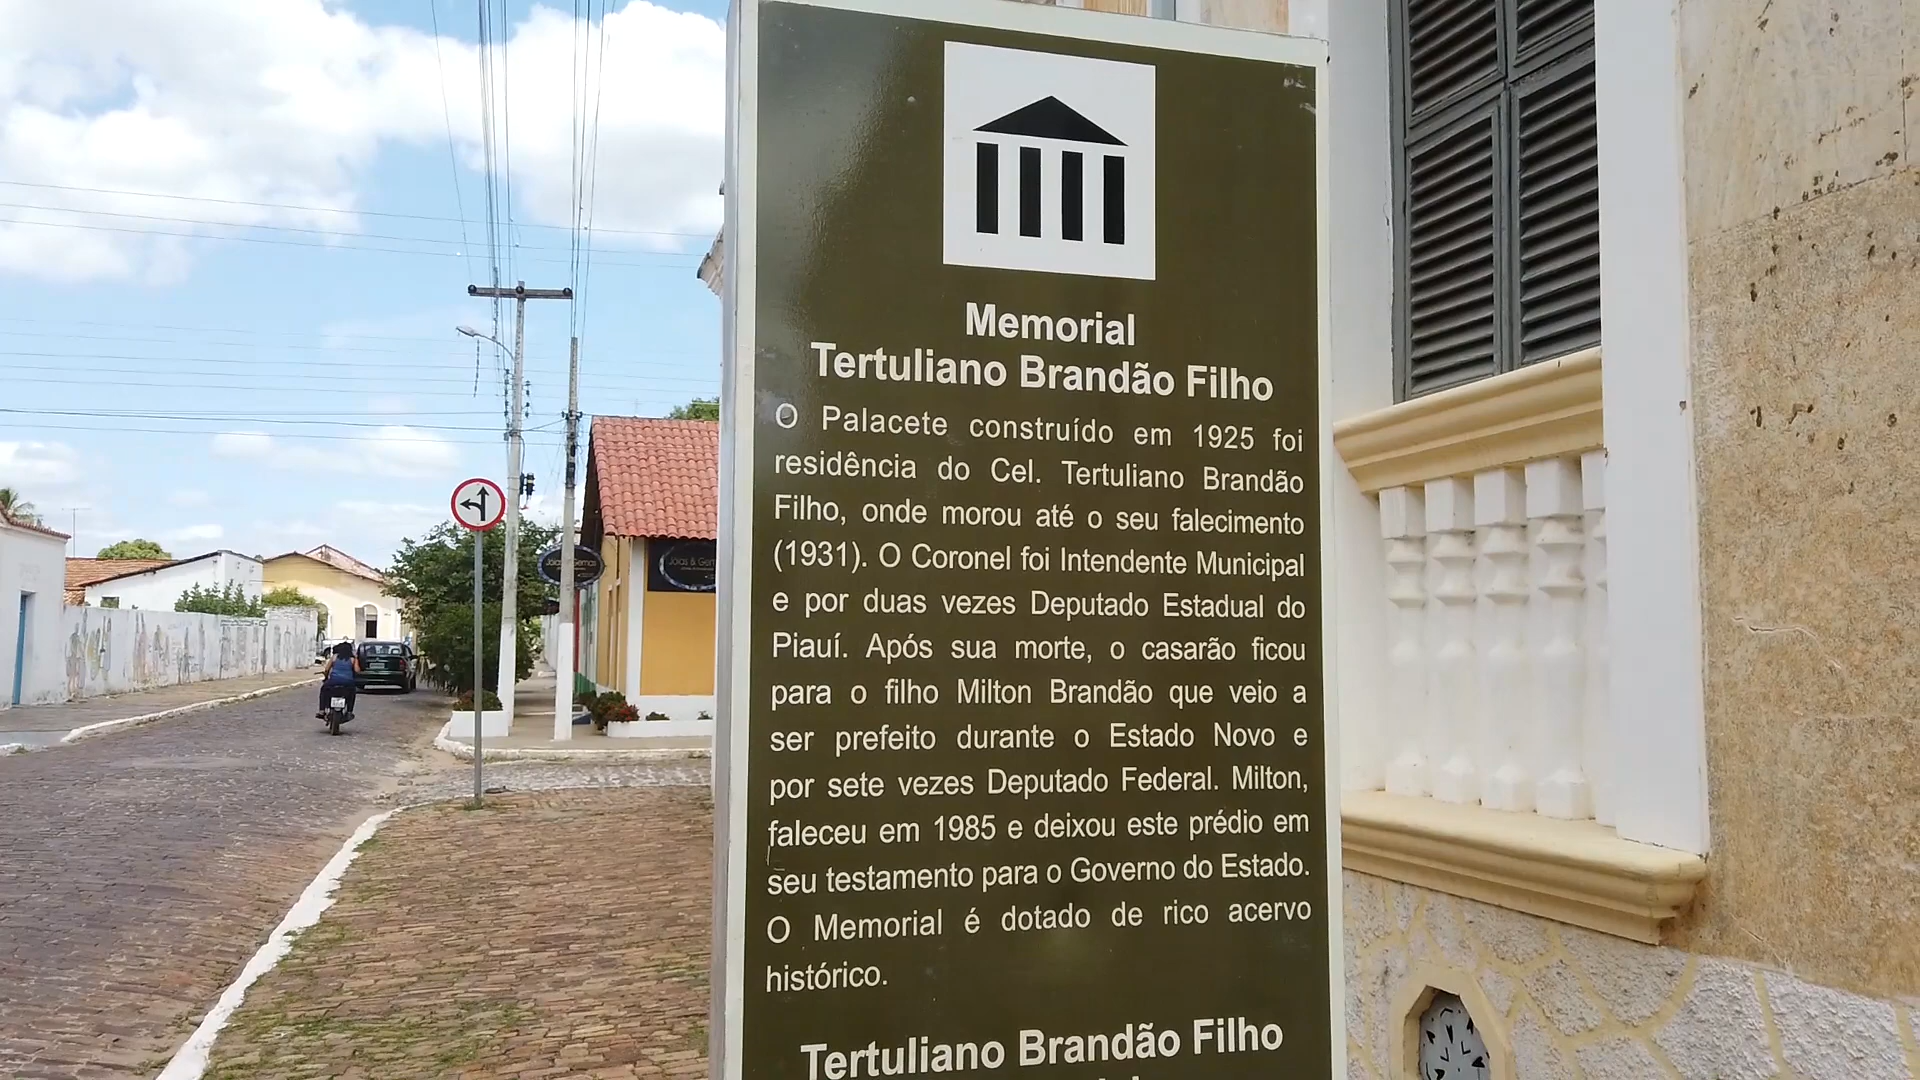 Memorial
Tertuliano Brandão Filho
O Palacete construído em 1925 foi
residência do Cel. Tertuliano Brandão
Filho, onde morou até o seu falecimento
(1931). O Coronel foi Intendente Municipal
e por duas vezes Deputado Estadual do
Piauí. Após sua morte, o casarão ficou
para o filho Milton Brandão que veio a
ser prefeito durante o Estado Novo e
por sete vezes Deputado Federal. Milton,
faleceu em 1985 e deixou este prédio em
seu testamento para o Governo do Estado.
O Memorial é dotado de rico acervo
histórico.
Tertuliano Brandão Filho
Joias & Gemas
Joias &